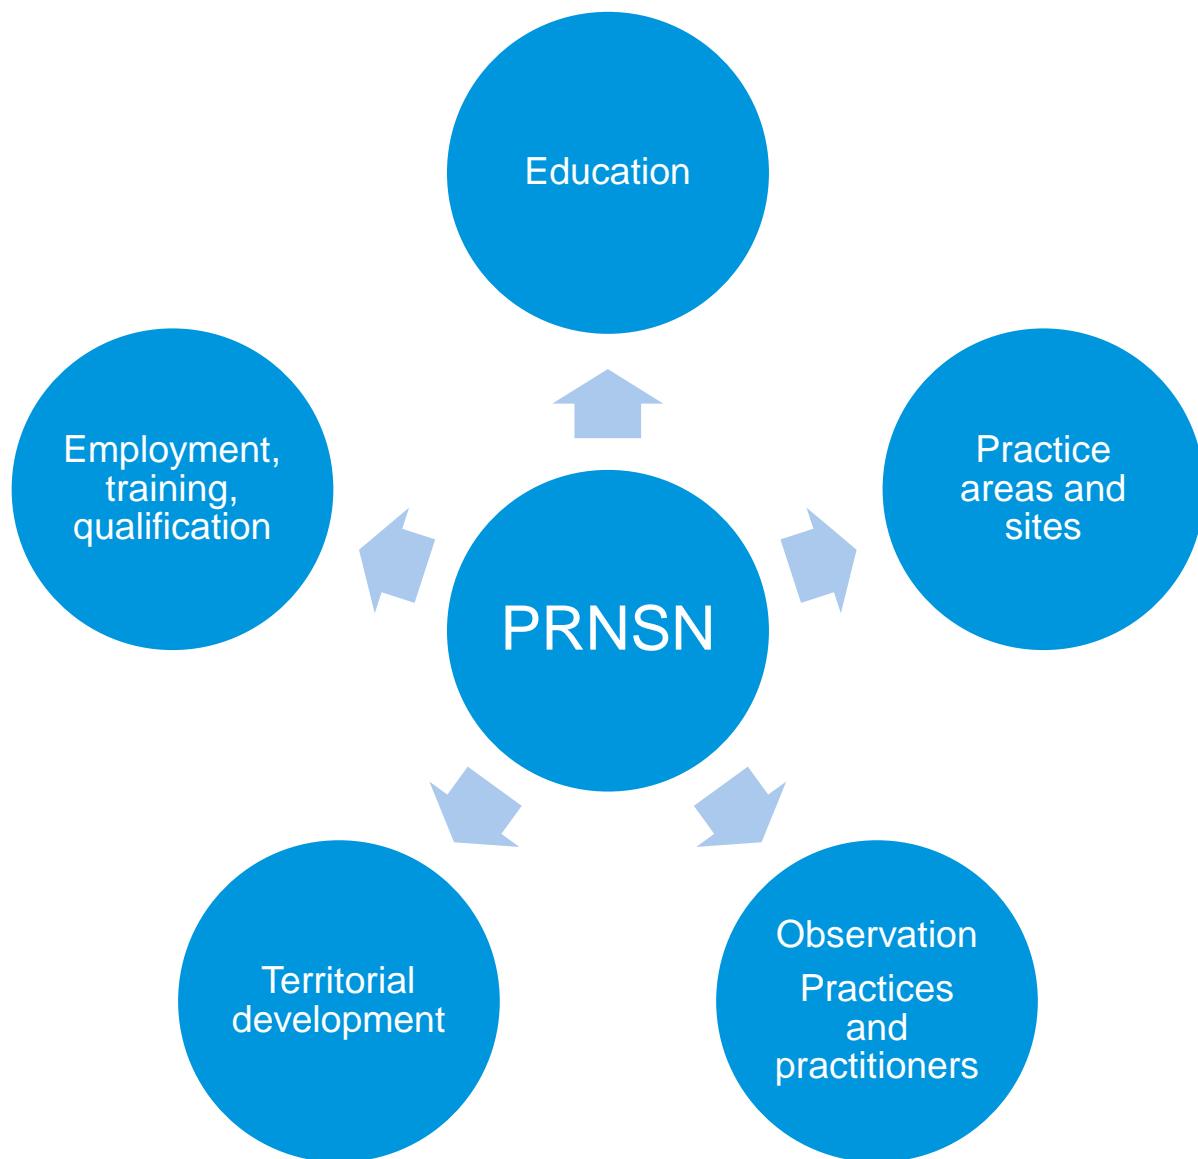 Education
Employment,
training,
qualification
Practice
areas and
sites
PRNSN
Territorial
development
Observation
Practices
and
practitioners